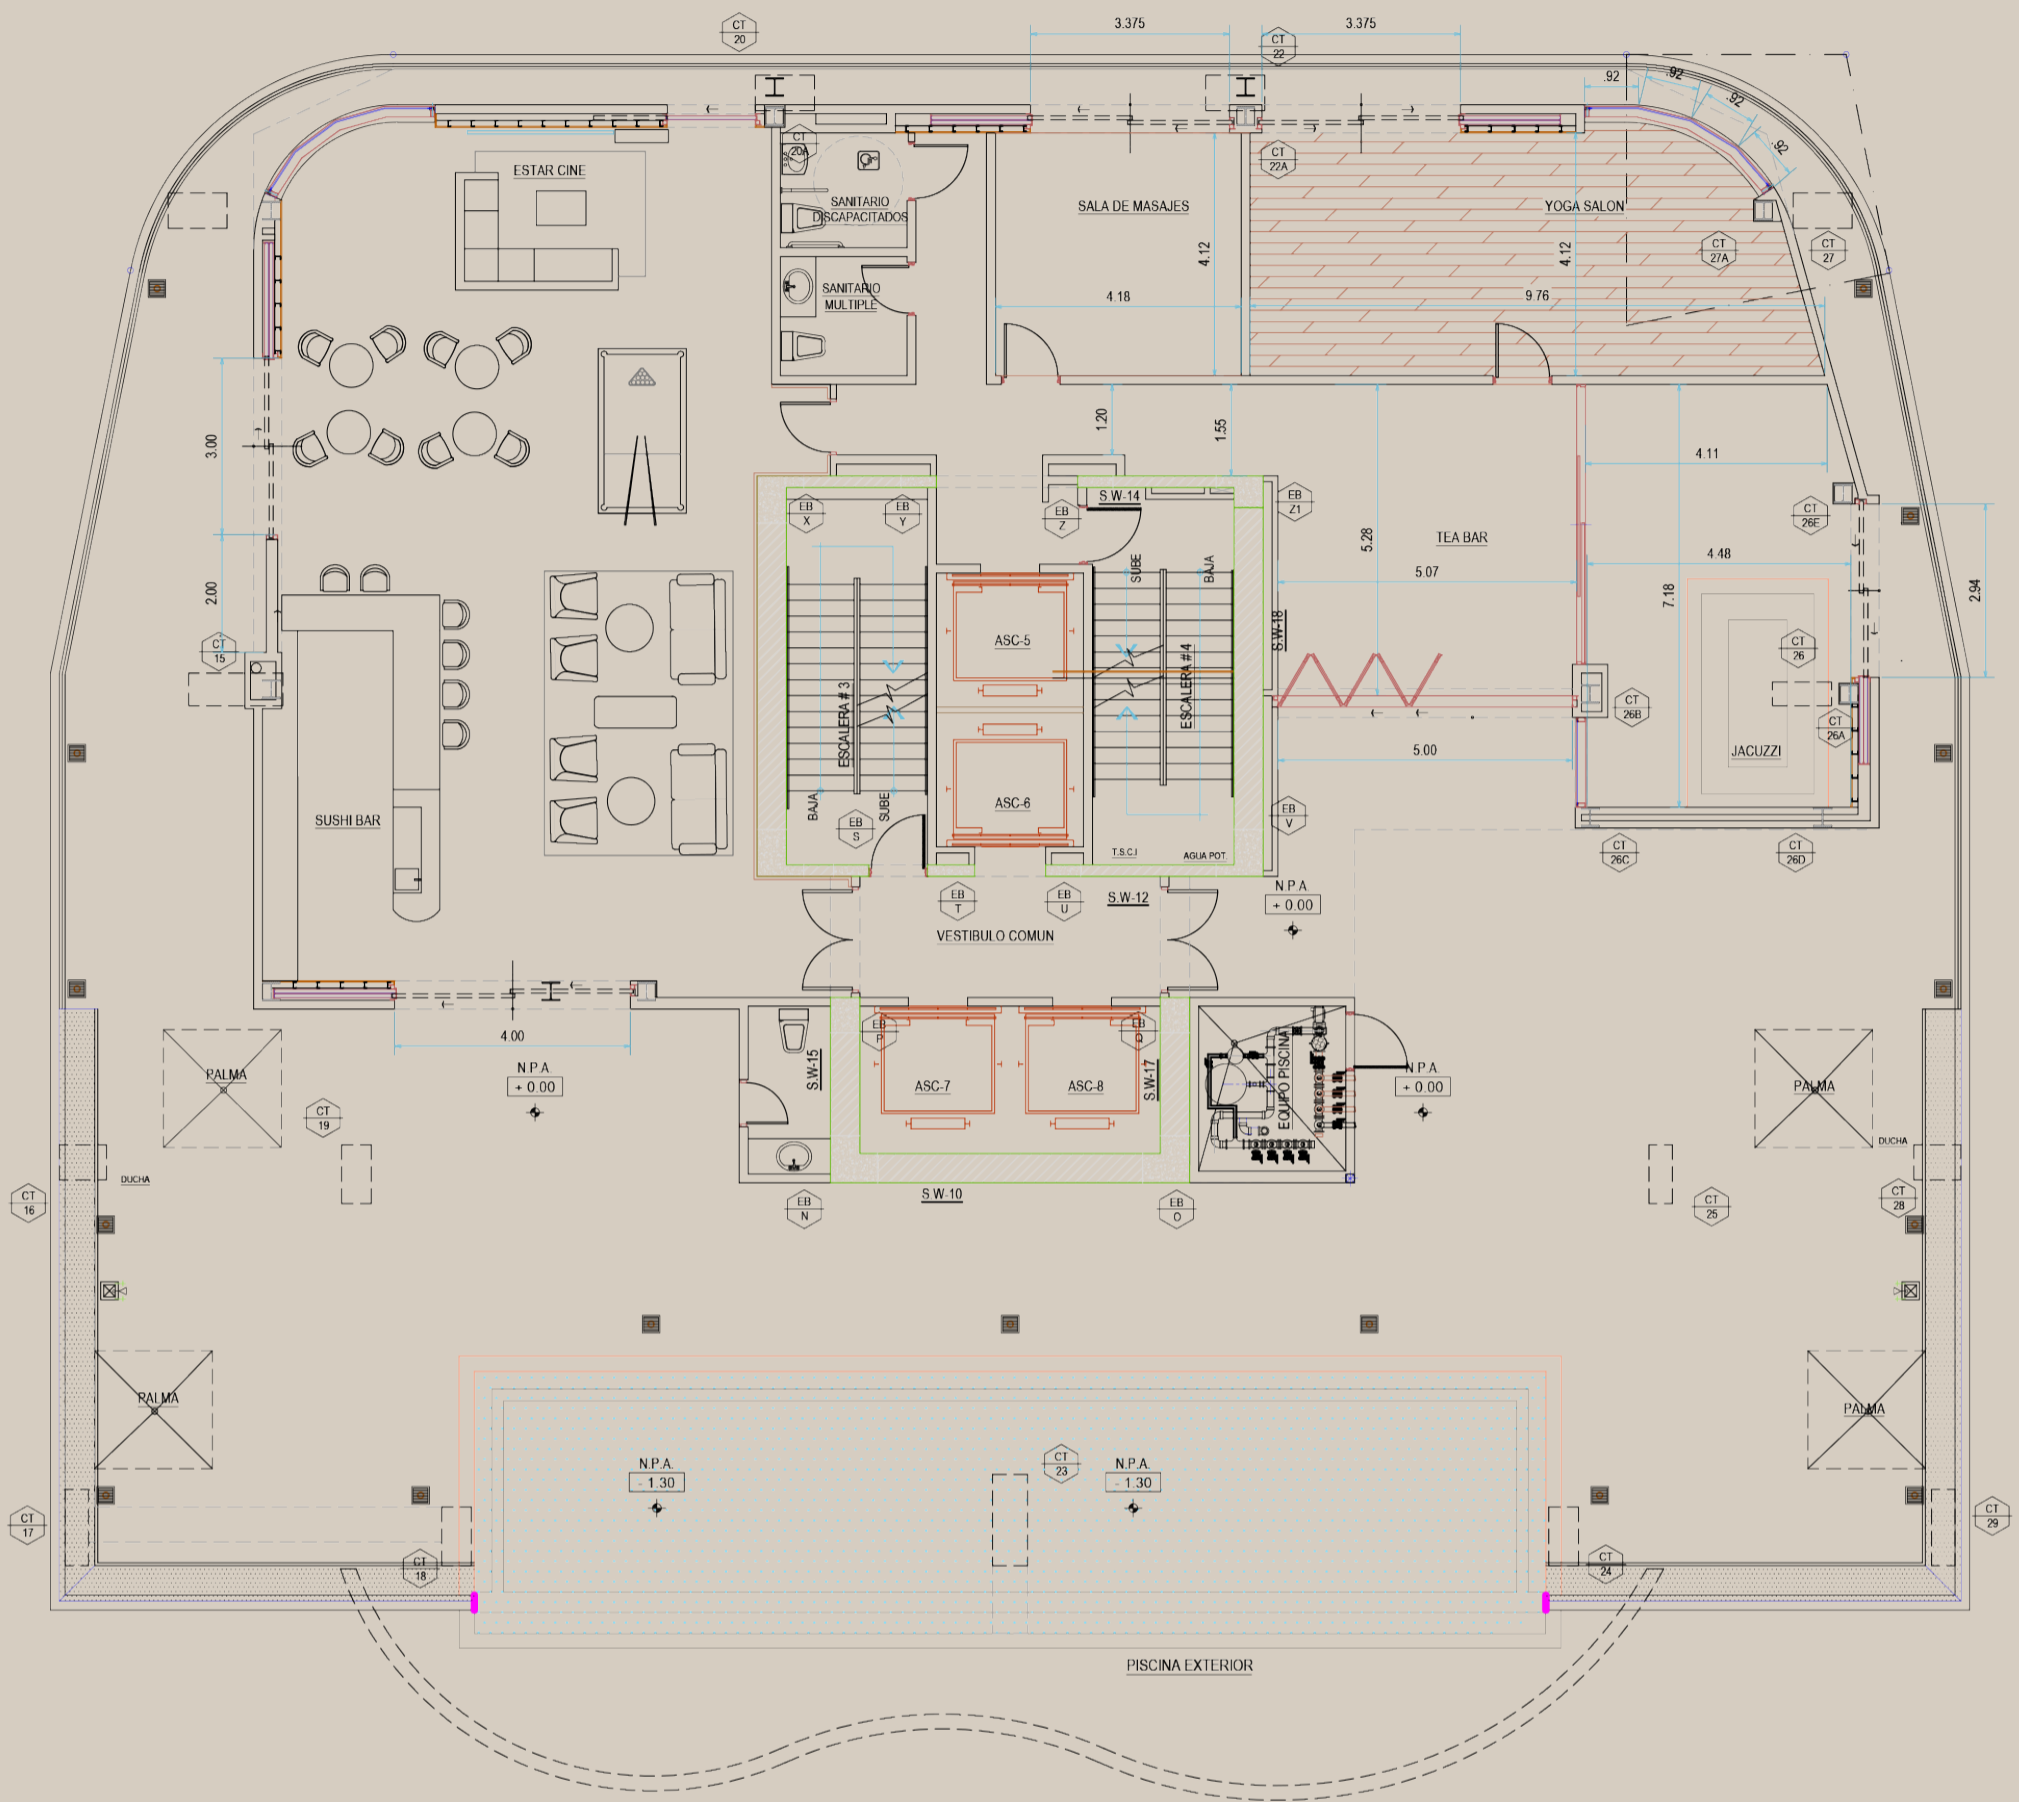 CT
20
3.375
CT
22
3.375
.92
.92
.92
.92
ESTAR CINE
CT
20A
SANITARIO
DISCAPACITADOS
SALA DE MASAJES
CT
22A
YOGA SALON
4.12
4.12
CT
27A
CT
27
SANITARIO
MULTIPLE
4.18
9.76
3.00
1.20
1.55
4.11
EB
X
EB
Y
EB
Z
S.W-14
EB
Z1
CT
26E
5.28
TEA BAR
4.48
5.07
7.18
2.94
2.00
SUBE
BAJA
ASC-5
S.W-18
CT
15
CT
26
ESCALERA # 3
ESCALERA #4
CT
26B
CT
26A
5.00
JACUZZI
ASC-6
BAJA
SUBE
SUSHI BAR
EB
S
EB
V
T.S.C.I
AGUA POT.
CT
26C
CT
26D
EB
T
EB
U
S.W-12
N.P.A.
+ 0.00
VESTIBULO COMUN
4.00
EB
P
EB
Q
EQUIPO PISCINA
N.P.A.
+ 0.00
S.W-15
ASC-7
ASC-8
S.W-17
N.P.A.
+ 0.00
PALMA
PALMA
CT
19
DUCHA
DUCHA
CT
16
S.W-10
EB
N
EB
O
CT
25
CT
28
PALMA
PALMA
N.P.A.
- 1.30
CT
23
N.P.A.
- 1.30
CT
17
CT
29
CT
18
CT
24
PISCINA EXTERIOR